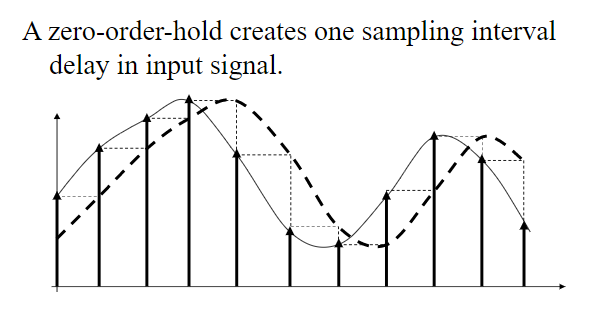 A zero-order-hold creates one sampling interval
delay in input signal.